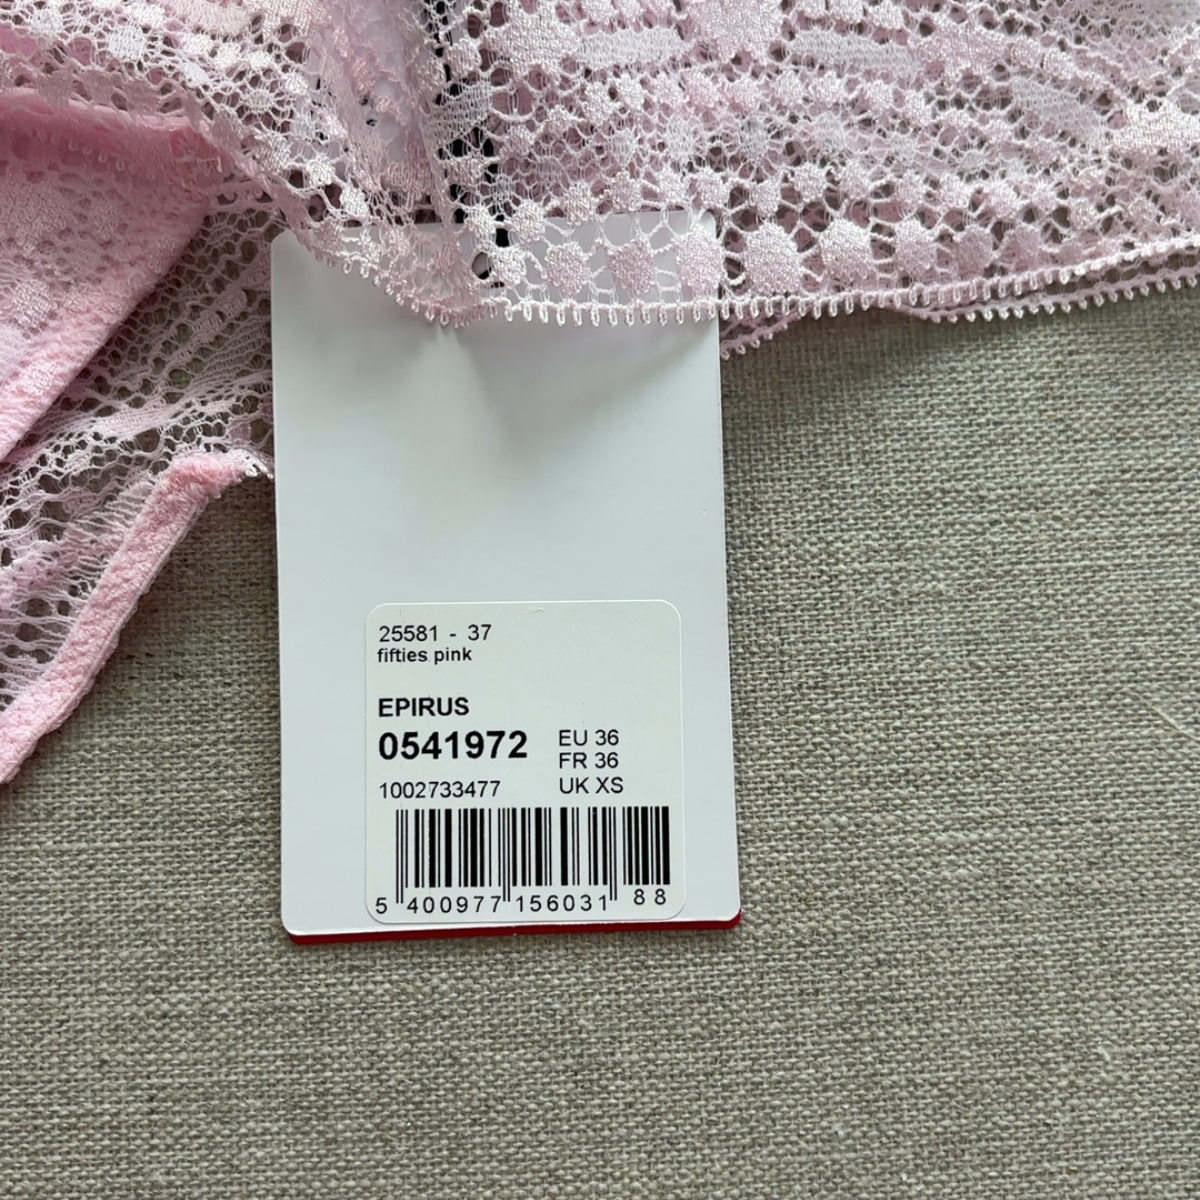 25581 - 37
fifties pink
EPIRUS
0541972
EU 36
FR 36
1002733477
UK XS
5 400977 156031 88